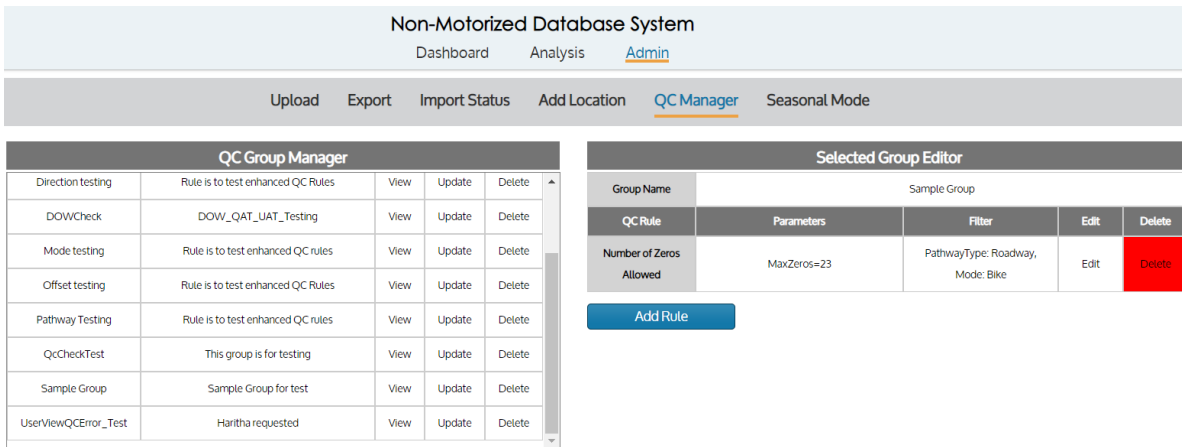 Non-Motorized Database System
Dashboard Analysis Admin
Upload Export Import Status Add Location QC Manager Seasonal Mode
QC Group Manager
Direction testing Rule is to test enhanced QC Rules View Update Delete
DOWCheck DOW_QAT_UAT_Testing View Update Delete
Mode testing Rule is to test enhanced QC rules View Update Delete
Offset testing Rule is to test enhanced QC Rules View Update Delete
Pathway Testing Rule is to test enhanced QC rules View Update Delete
QcCheckTest This group is for testing View Update Delete
Sample Group Sample Group for test View Update Delete
UserViewQCError_Test Haritha requested View Update Delete
Selected Group Editor
Group Name Sample Group
QC Rule Parameters Filter Edit Delete
Number of Zeros
Allowed
MaxZeros=23
PathwayType: Roadway,
Mode: Bike
Edit
Delete
Add Rule